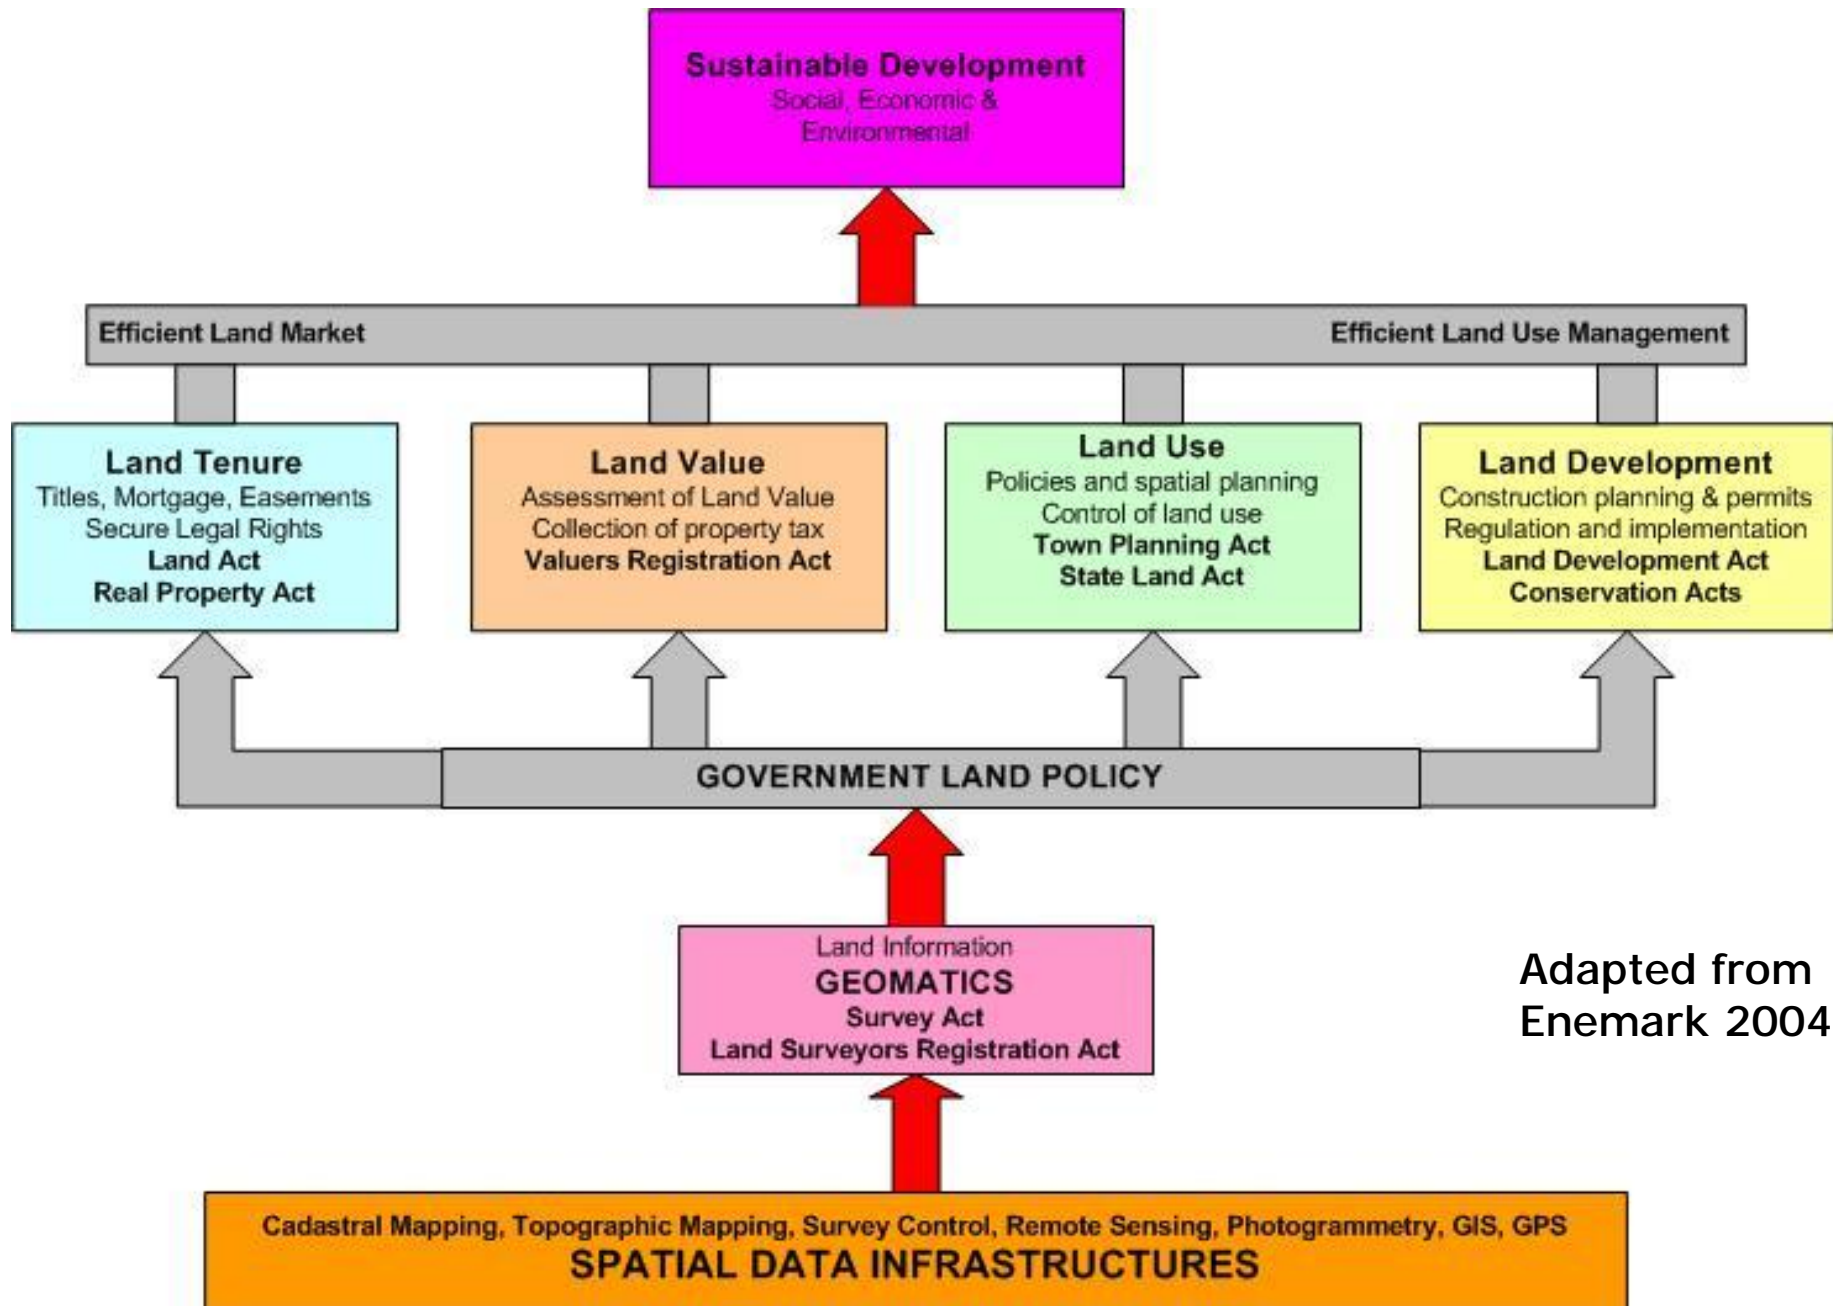 Sustainable Development
Social, Economic &
Environmental
Efficient Land Market
Efficient Land Use Management
Land Tenure
Titles, Mortgage, Easements
Secure Legal Rights
Land Act
Real Property Act
Land Value
Assessment of Land Value
Collection of property tax
Valuers Registration Act
Land Use
Policies and spatial planning
Control of land use
Town Planning Act
State Land Act
Land Development
Construction planning & permits
Regulation and implementation
Land Development Act
Conservation Acts
GOVERNMENT LAND POLICY
Land Information
GEOMATICS
Survey Act
Land Surveyors Registration Act
Adapted from
Enemark 2004
Cadastral Mapping, Topographic Mapping, Survey Control, Remote Sensing, Photogrammetry, GIS, GPS
SPATIAL DATA INFRASTRUCTURES